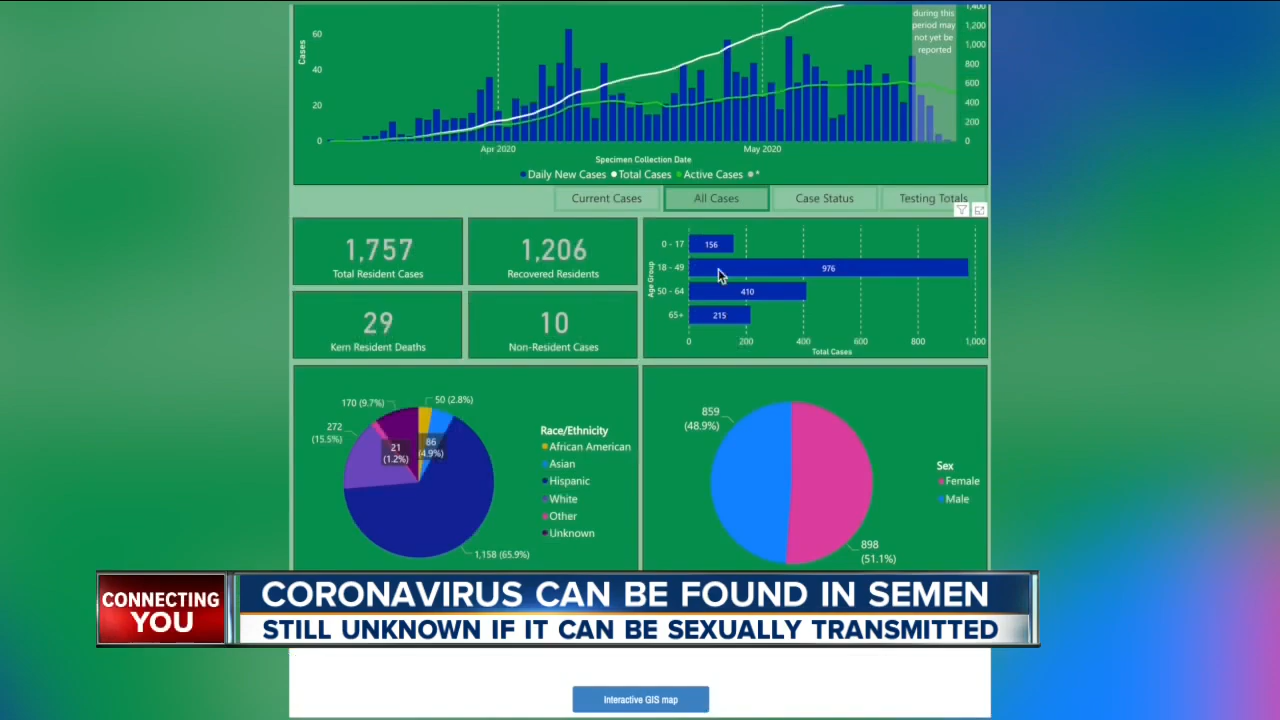 during this
period may
not yet be
reported
Cases
60
40
20
0
1,400
1,200
1,000
800
600
400
200
0
Apr 2020
May 2020
Specimen Collection Date
Daily New Cases Total Cases Active Cases *
Current Cases
All Cases
Case Status
Testing Totals
1,757
Total Resident Cases
1,206
Recovered Residents
29
Kern Resident Deaths
10
Non-Resident Cases
Age Group
0 - 17
156
18 - 49
976
50 - 64
410
65+
215
0
200
400
600
800
1,000
Total Cases
170 (9.7%)
50 (2.8%)
272
(15.5%)
21
(1.2%)
86
(4.9%)
1,158 (65.9%)
Race/Ethnicity
African American
Asian
Hispanic
White
Other
Unknown
859
(48.9%)
898
(51.1%)
Sex
Female
Male
CONNECTING
YOU
CORONAVIRUS CAN BE FOUND IN SEMEN
STILL UNKNOWN IF IT CAN BE SEXUALLY TRANSMITTED
Interactive GIS map